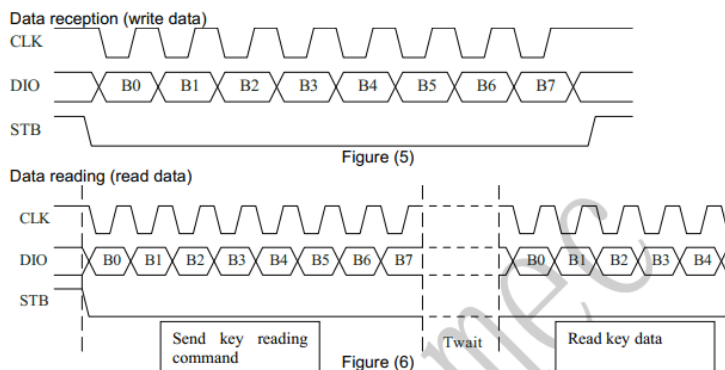 Data reception (write data)
CLK
DIO B0 B1 B2 B3 B4 B5 B6 B7
STB
Figure (5)
Data reading (read data)
CLK
DIO B0 B1 B2 B3 B4 B5 B6 B7 B0 B1 B2 B3 B4
STB
Send key reading
command
Twait
Read key data
Figure (6)
mec